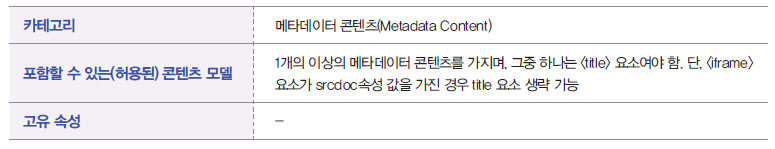 카테고리 메타데이터 콘텐츠(Metadata Content)
포함할 수 있는(허용된) 콘텐츠 모델 1개의 이상의 메타데이터 콘텐츠를 가지며, 그중 하나는 〈title〉 요소여야 함. 단, 〈iframe〉
요소가 srcdoc속성 값을 가진 경우 title 요소 생략 가능
고유 속성 –